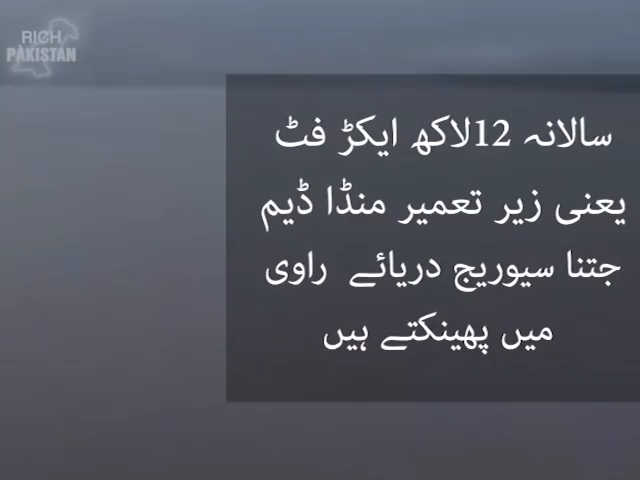 RICH
PAKISTAN
سالانہ 12لاکھ ایکڑ فٹ
یعنی زیر تعمیر منڈا ڈیم
جتنا سیوریج دریائے راوی
میں پھینکتے ہیں